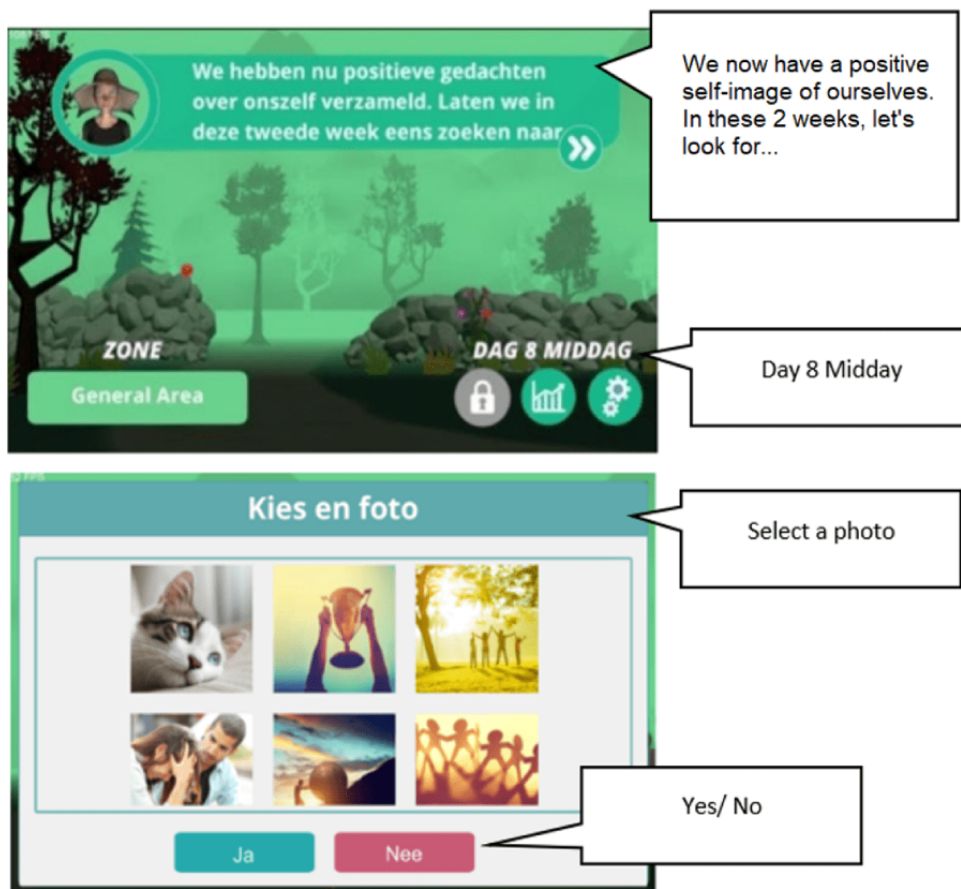 We hebben nu positieve gedachten
over onszelf verzameld. Laten we in
deze tweede week eens zoeken naar
We now have a positive
self-image of ourselves.
In these 2 weeks, let's
look for...
ZONE
General Area
DAG 8 MIDDAG
Day 8 Midday
Kies en foto
Select a photo
Ja
Nee
Yes/ No